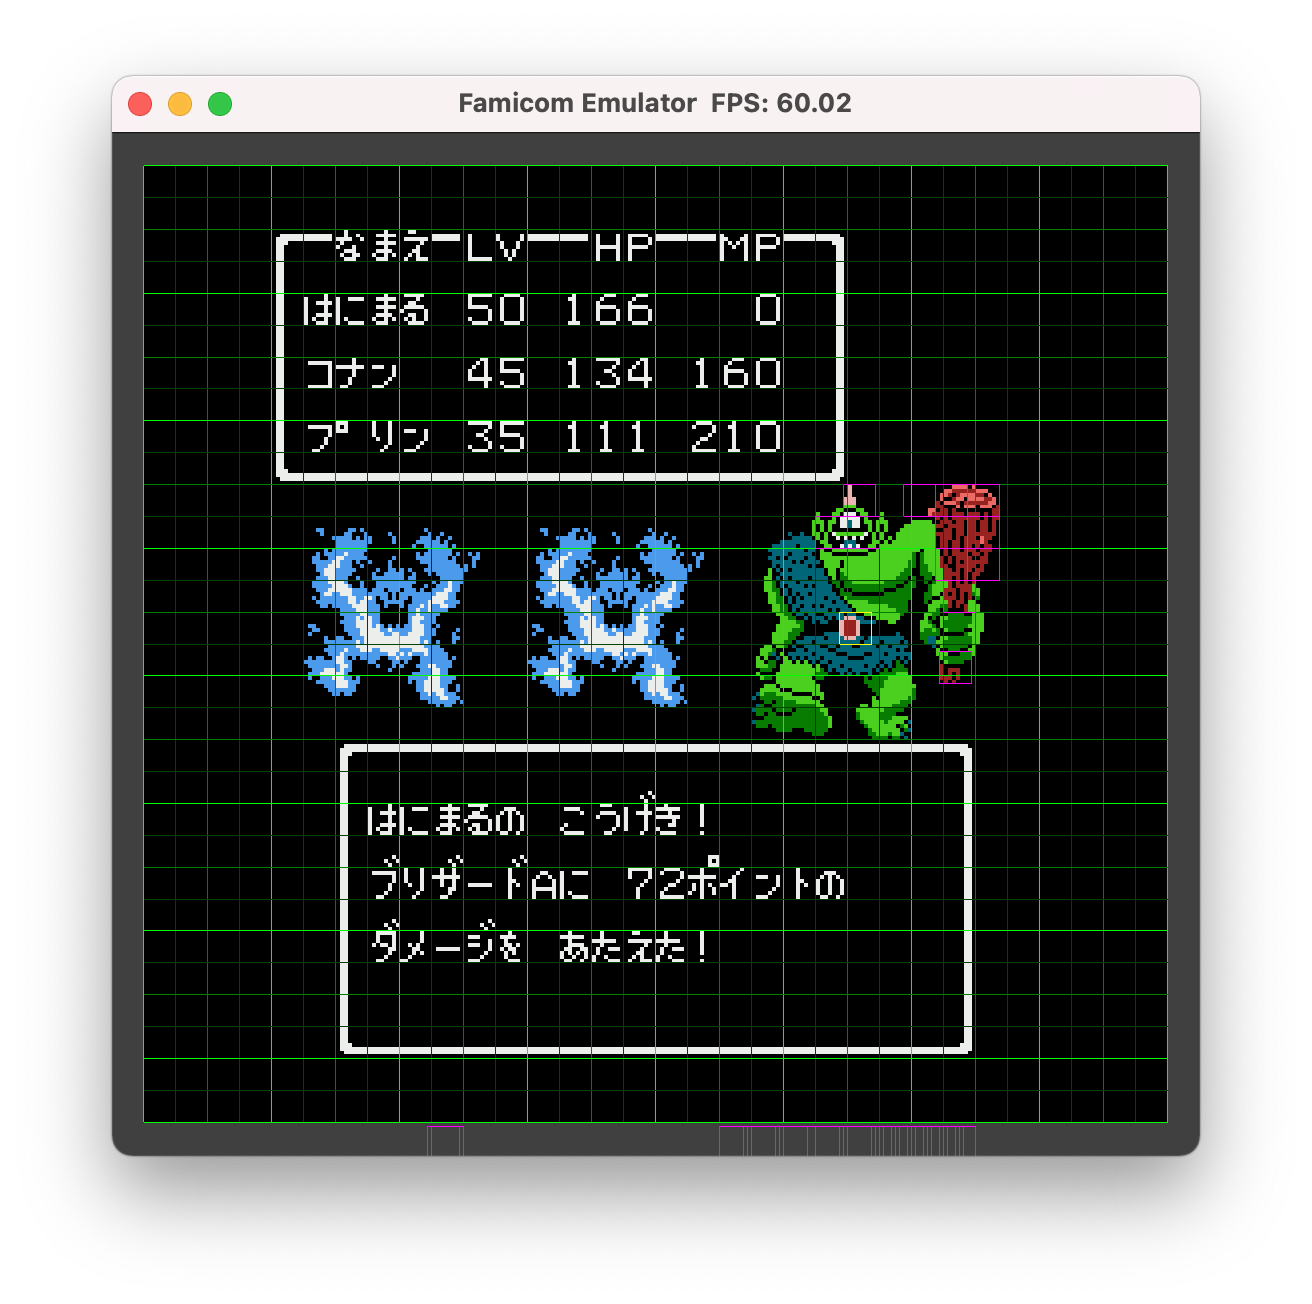 Famicom Emulator FPS: 60.02
なまえ LV HP MP
はにまる 50 166 0
コナン 45 134 160
プリン 35 111 210
はにまるの こうげき！
ブリザードAに 72ポイントの
ダメージを あたえた！